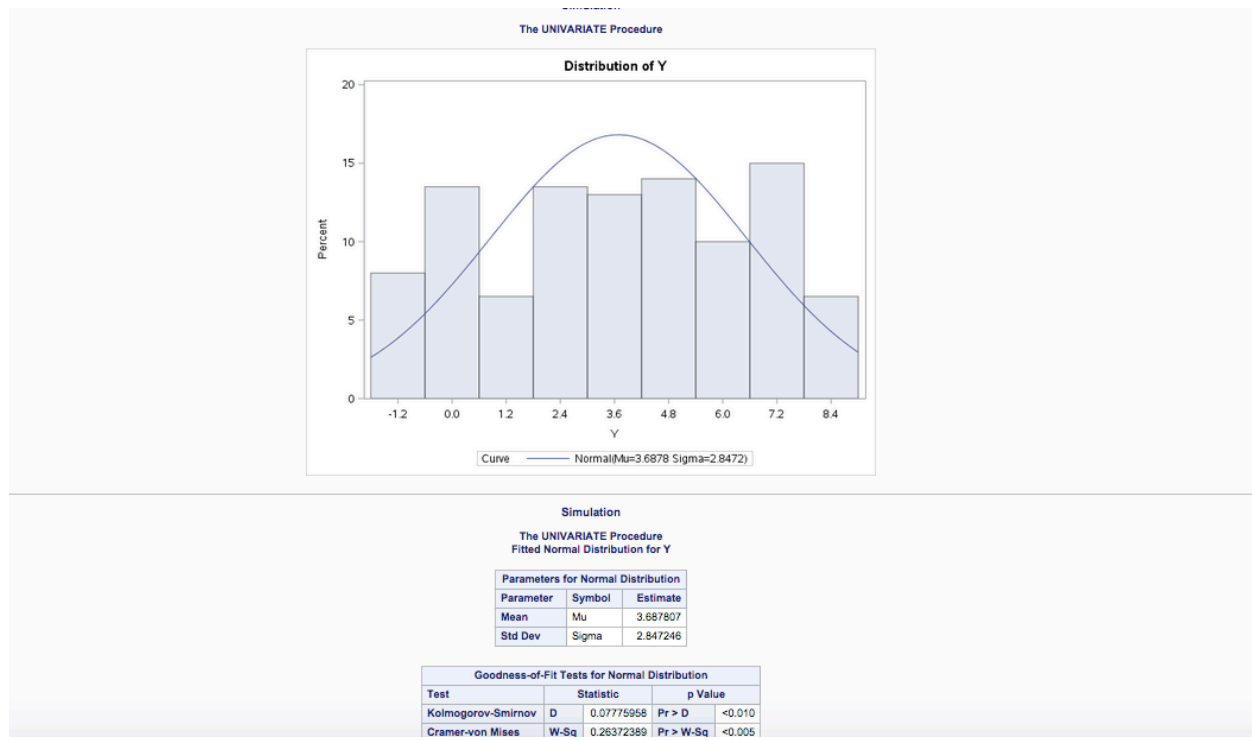 The UNIVARIATE Procedure
Distribution of Y
20
15
10
5
0
Percent
-1.2 0.0 1.2 2.4 3.6 4.8 6.0 7.2 8.4
Y
Curve Normal(Mu=3.6878 Sigma=2.8472)
Simulation
The UNIVARIATE Procedure
Fitted Normal Distribution for Y
Parameters for Normal Distribution
Parameter Symbol Estimate
Mean Mu 3.687807
Std Dev Sigma 2.847246
Goodness-of-Fit Tests for Normal Distribution
Test Statistic p Value
Kolmogorov-Smirnov D 0.07775958 Pr > D <0.010
Cramer-von Mises W-Sq 0.26372389 Pr > W-Sq <0.005